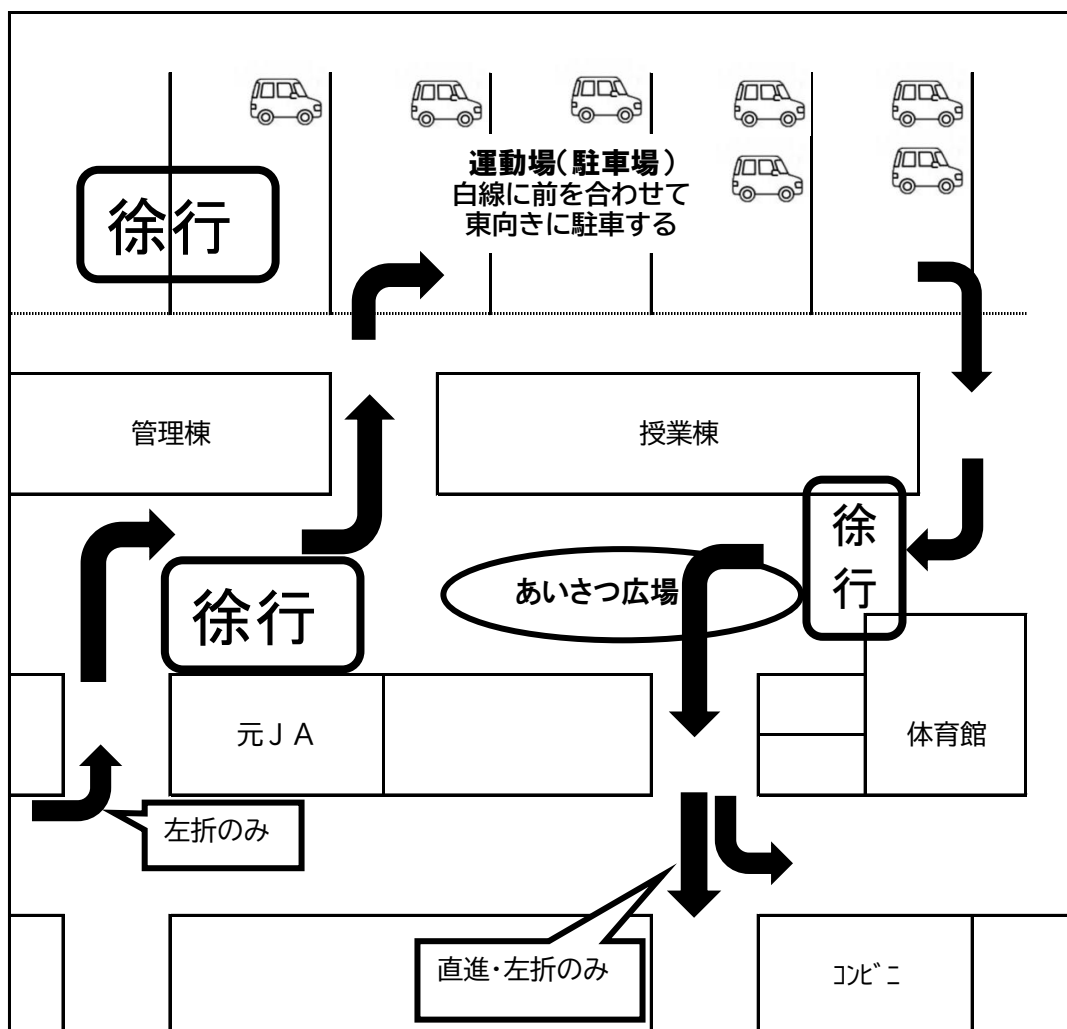 運動場(駐車場)
白線に前を合わせて
東向きに駐車する
徐行
管理棟
授業棟
徐
行
あいさつ広場
徐行
元ＪＡ
体育館
左折のみ
直進・左折のみ
ｺﾝﾋﾞﾆ